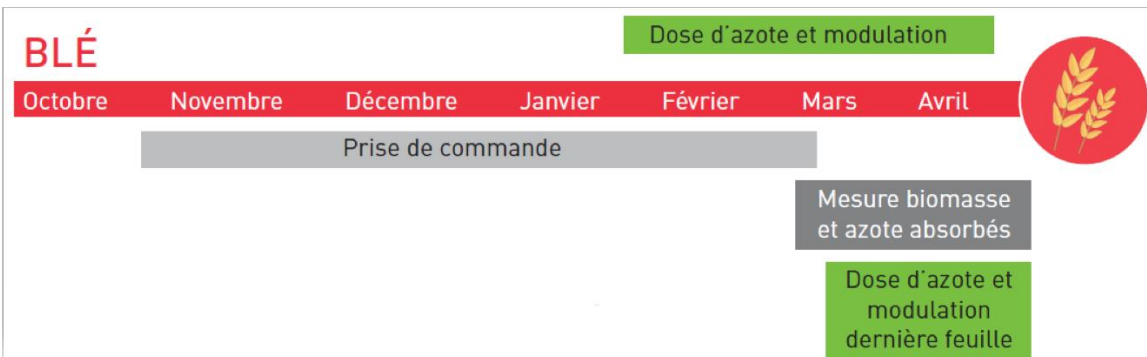 Dose d'azote et modulation
BLÉ
Octobre Novembre Décembre Janvier Février Mars Avril
Prise de commande
Mesure biomasse
et azote absorbés
Dose d'azote et
modulation
dernière feuille